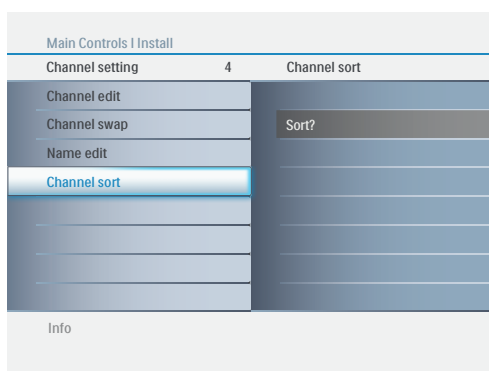 Main Controls I Install
Channel setting 4 Channel sort
Channel edit
Channel swap Sort?
Name edit
Channel sort
Info